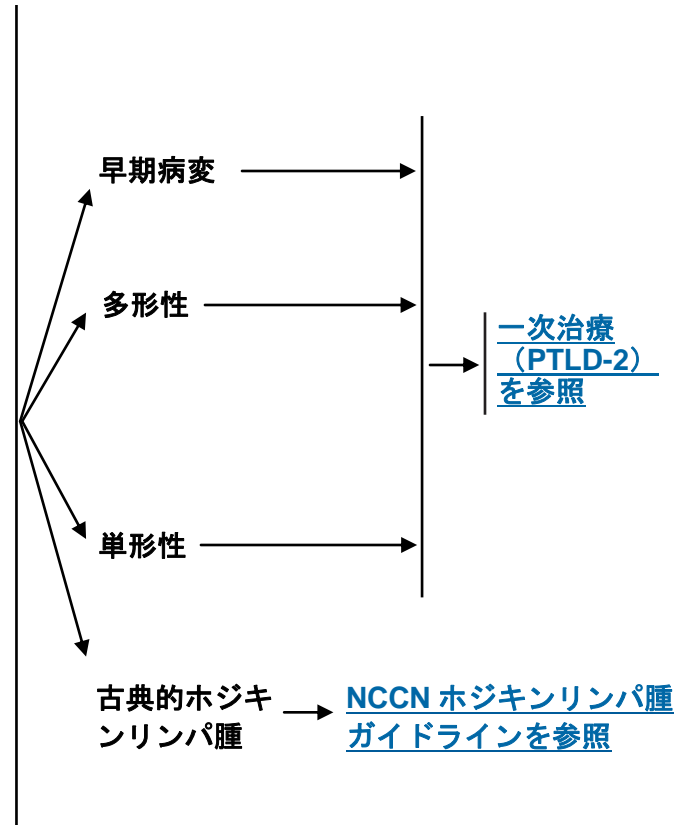 早期病変
多形性
一次治療
（PTLD-2）
を参照
単形性
古典的ホジキ
ンリンパ腫
NCCN ホジキンリンパ腫
ガイドラインを参照